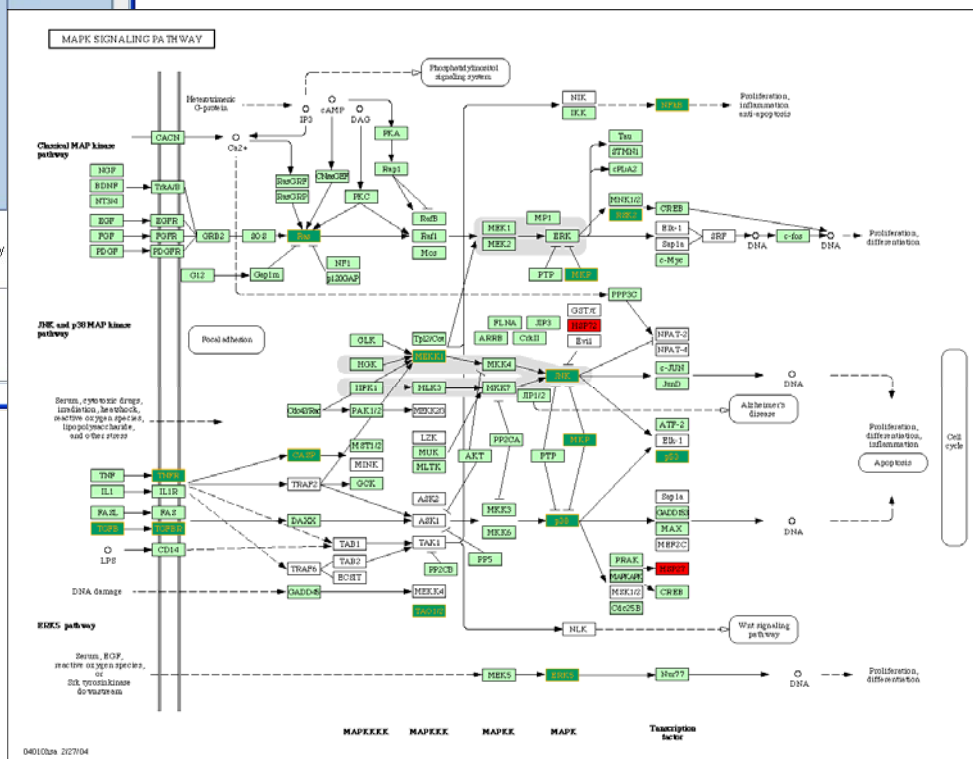 MAPK SIGNALING PATHWAY
Phosphatidylinositol
signaling system
Heterotrimeric
G-protein
IP3
cAMP
DAG
NIK
IKK
NFkB
Proliferation,
inflammation
anti-apoptosis
CACN
Ca2+
PKA
Classical MAP kinase
pathway
Tau
STMN1
cPLA2
NGF
BDNF
NT3/4
TrkA/B
RasGRF
RasGRP
CNasGEF
PKC
Rap1
MNK1/2
CREB
EGF
FGF
PDGF
EGFR
FGFR
PDGFR
GRB2
SOS
Ras
RafB
Raf1
Mos
MEK1
MEK2
MP1
ERK
Elk-1
Sap1a
c-Myc
SRF
DNA
c-fos
DNA
Proliferation,
differentiation
G12
Gap1m
NF1
p120GAP
PTP
MKP
PPP3C
JNK and p38 MAP kinase
pathway
Focal adhesion
FLNA
JIP3
ARRB
CrkII
HSP72
Evi1
NFAT-2
NFAT-4
c-JUN
JunD
GLK
HGK
HPK1
Tpl2/Cot
MEKK1
MLK3
MKK4
MKK7
JNK
JIP1/2
DNA
Alzheimer's
disease
Cell
cycle
Serum, cytotoxic drugs,
irradiation, heatshock,
reactive oxygen species,
lipopolysaccharide,
and other stress
Cdc42/Rac
PAK1/2
MEKK2/3
LZK
MUK
MLTK
PP2CA
AKT
PTP
MKP
ATF-2
Elk-1
p53
Proliferation,
differentiation,
inflammation
Apoptosis
CASP
MST1/2
MINK
GCK
TRAF2
TNF
IL1
FASL
TGFB
TNFR
IL1R
FAS
TGFBR
ASK2
ASK1
DAXX
MKK3
MKK6
p38
Sap1a
GADD153
MAX
MEF2C
DNA
LPS
CD14
TAB1
TAK1
TAB2
ECSIT
TRAF6
PP2CB
PP5
PRAK
MAPKAPK
MSK1/2
Cdc25B
HSP27
CREB
DNA damage
GADD45
MEKK4
TAO1/2
ERK5 pathway
NLK
Wnt signaling
pathway
Serum, EGF,
reactive oxygen species,
or
Srk tyrosinkinase
downstream
MEK5
ERK5
Nur77
DNA
Proliferation,
differentiation
MAPKKKK
MAPKKK
MAPKK
MAPK
Transcription
factor
04010hsa 2/27/04